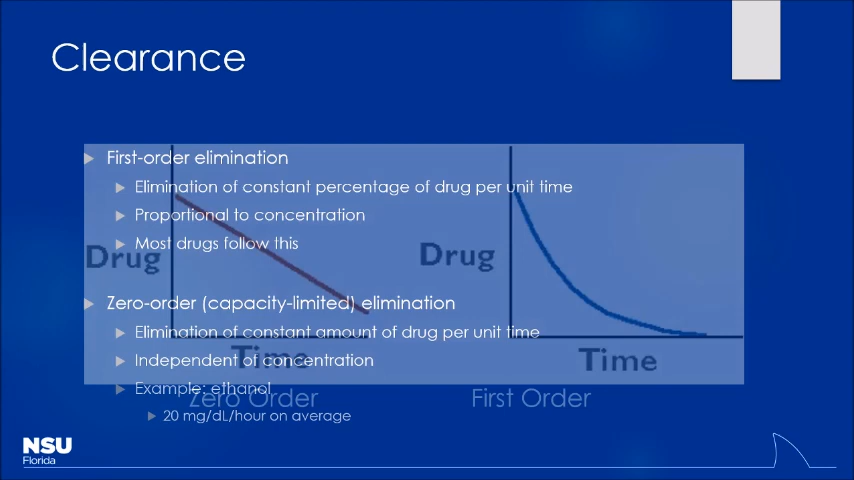 Clearance
First-order elimination
Elimination of constant percentage of drug per unit time
Proportional to concentration
Most drugs follow this
Drug
Drug
Zero-order (capacity-limited) elimination
Elimination of constant amount of drug per unit time
Time
Time
Independent of concentration
Example: ethanol
Zero Order
First Order
20 mg/dL/hour on average
NSU
Florida